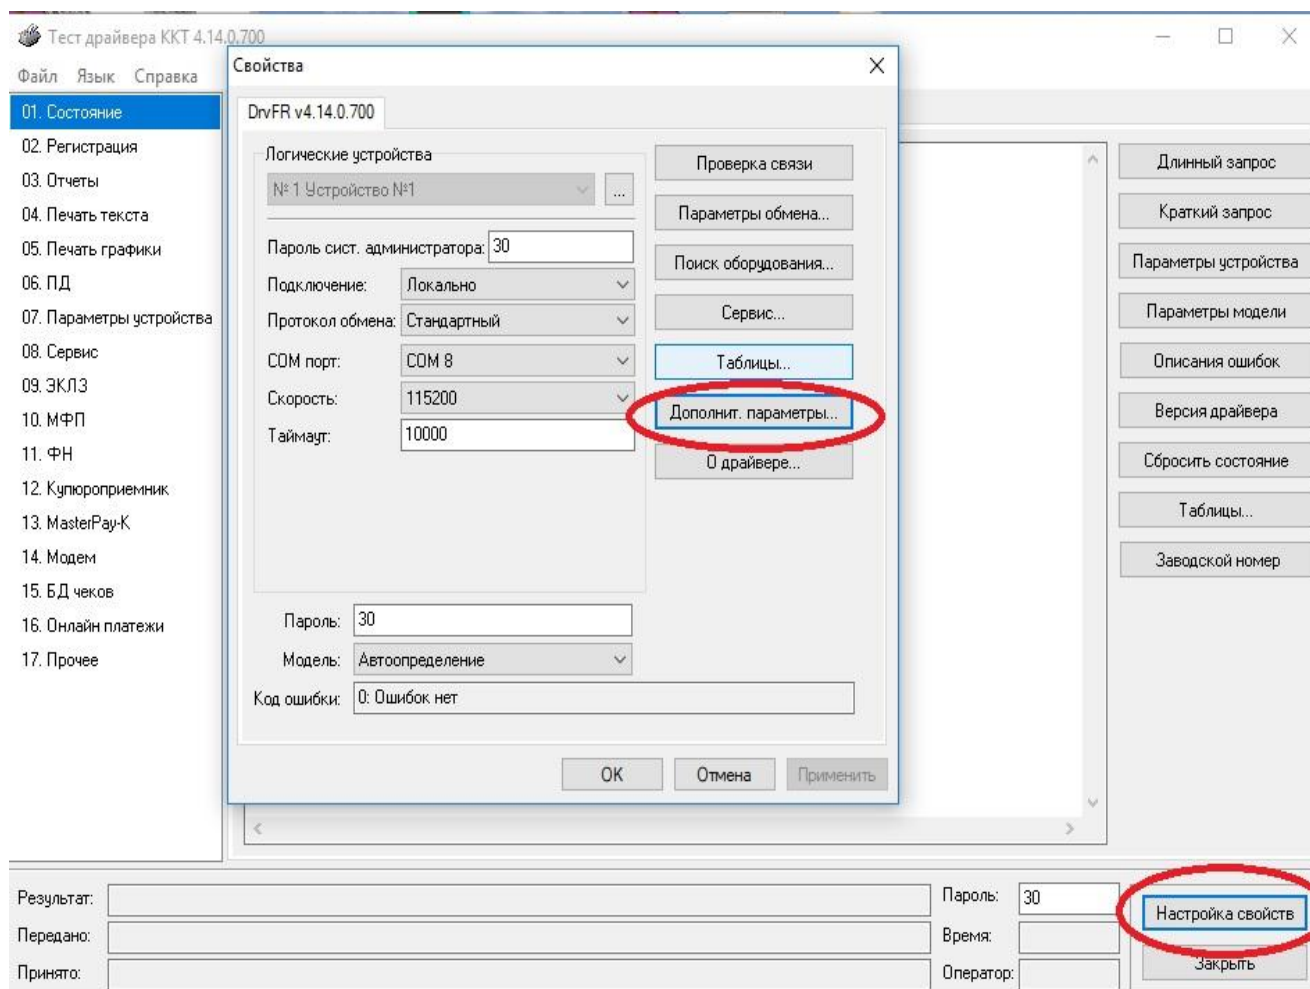 Тест драйвера ККТ 4.14.0.700
Файл Язык Справка
01. Состояние
02. Регистрация
03. Отчеты
04. Печать текста
05. Печать графики
06. ПД
07. Параметры устройства
08. Сервис
09. ЭКЛЗ
10. МФП
11. ФН
12. Купюроприемник
13. MasterPay-K
14. Модем
15. БД чеков
16. Онлайн платежи
17. Прочее
Свойства
DrvFR v4.14.0.700
Логические устройства
№ 1 Устройство №1
...
Пароль сист. администратора: 30
Подключение: Локально
Протокол обмена: Стандартный
COM порт: COM 8
Скорость: 115200
Таймаут: 10000
Проверка связи
Параметры обмена...
Поиск оборудования...
Сервис...
Таблицы...
Дополнит. параметры...
О драйвере...
Пароль: 30
Модель: Автоопределение
Код ошибки: 0: Ошибок нет
OK Отмена Применить
Длинный запрос
Краткий запрос
Параметры устройства
Параметры модели
Описания ошибок
Версия драйвера
Сбросить состояние
Таблицы...
Заводской номер
Результат:
Передано:
Принято:
Пароль: 30
Время:
Оператор:
Настройка свойств
Закрыть